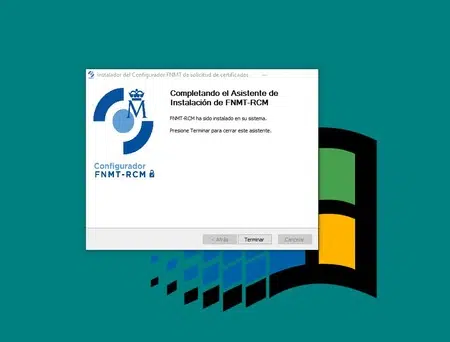 Instalador del Configurador FNMT de solicitud de certificados
Completando el Asistente de
Instalación de FNMT-RCM
FNMT-RCM ha sido instalado en su sistema.
Presione Terminar para cerrar este asistente.
M
Configurador
FNMT-RCM
< Atrás
Terminar
Cancelar